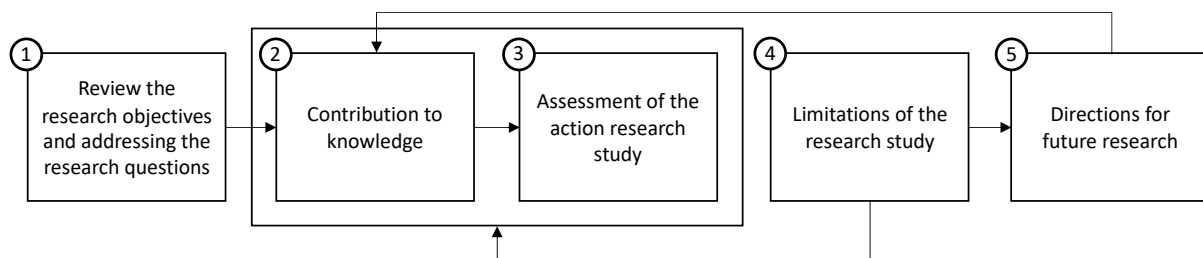 1
Review the
research objectives
and addressing the
research questions
2
Contribution to
knowledge
3
Assessment of the
action research
study
4
Limitations of the
research study
5
Directions for
future research